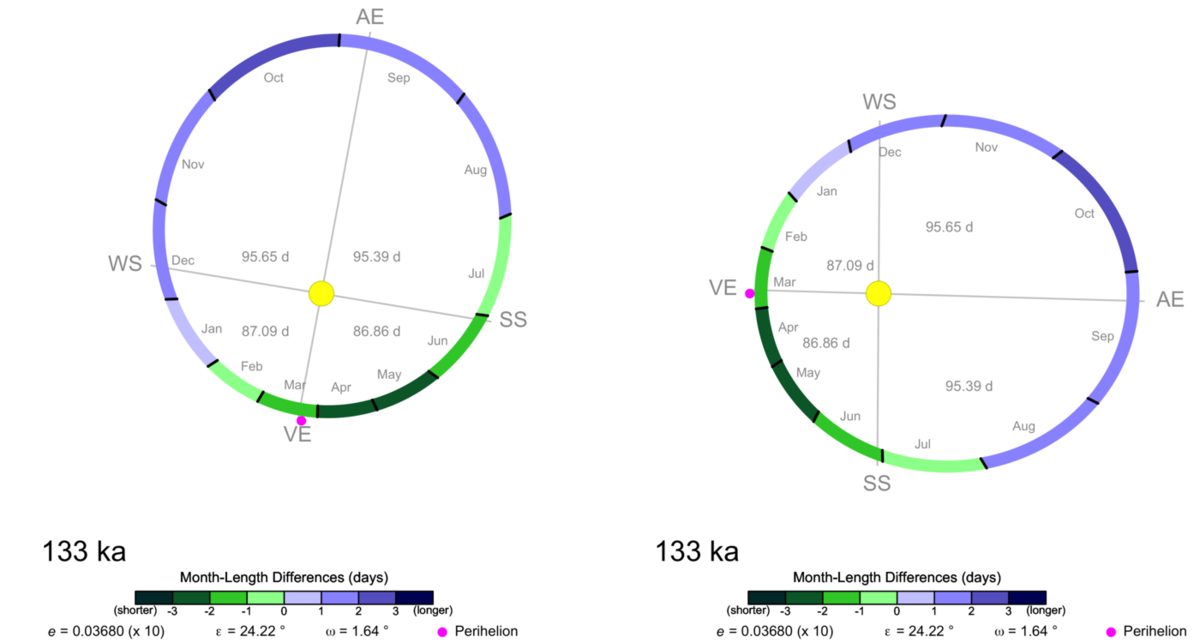 AE
Oct
Sep
Nov
Aug
WS
Dec
95.65 d
95.39 d
Jul
SS
Jan
87.09 d
86.86 d
Jun
Feb
May
Mar
Apr
VE
133 ka
Month-Length Differences (days)
(shorter) -3 -2 -1 0 1 2 3 (longer)
e = 0.03680 (x 10) ε = 24.22 ° ω = 1.64 ° Perihelion
WS
Dec
Nov
Jan
Oct
Feb
95.65 d
87.09 d
VE
Mar
AE
Apr
86.86 d
Sep
May
95.39 d
Jun
Aug
Jul
SS
133 ka
Month-Length Differences (days)
(shorter) -3 -2 -1 0 1 2 3 (longer)
e = 0.03680 (x 10) ε = 24.22 ° ω = 1.64 ° Perihelion